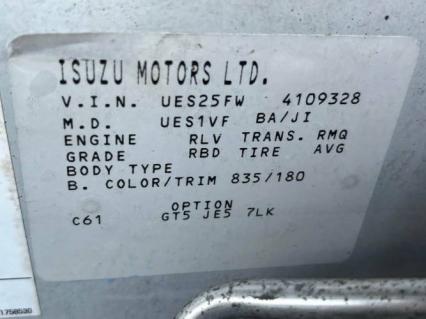 ISUZU MOTORS LTD.
V.I.N. UES25FW 4109328
M.D. UES1VF BA/JI
ENGINE RLV TRANS. RMQ
GRADE RBD TIRE AVG
BODY TYPE
B. COLOR/TRIM 835/180
OPTION
C61 GT5 JE5 7LK